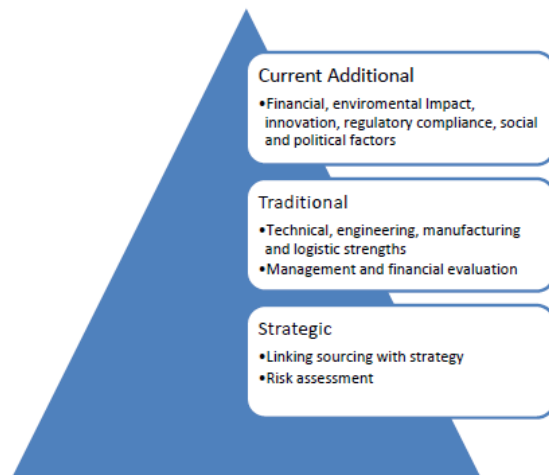 Current Additional
•Financial, enviromental Impact,
innovation, regulatory compliance, social
and political factors
Traditional
•Technical, engineering, manufacturing
and logistic strengths
•Management and financial evaluation
Strategic
•Linking sourcing with strategy
•Risk assessment